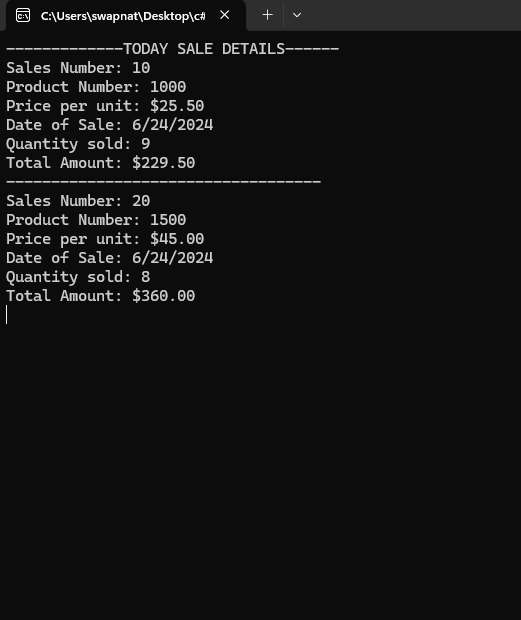 C:\Users\swapnat\Desktop\c#
-------------TODAY SALE DETAILS------
Sales Number: 10
Product Number: 1000
Price per unit: $25.50
Date of Sale: 6/24/2024
Quantity sold: 9
Total Amount: $229.50
-----------------------------------
Sales Number: 20
Product Number: 1500
Price per unit: $45.00
Date of Sale: 6/24/2024
Quantity sold: 8
Total Amount: $360.00